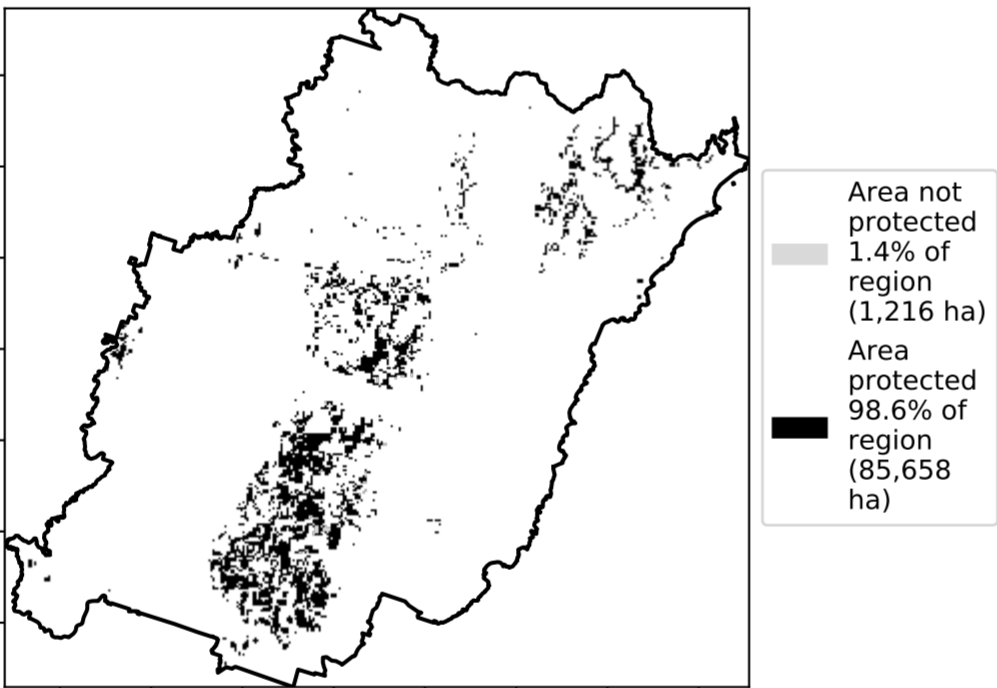 Area not
protected
1.4% of
region
(1,216 ha)
Area
protected
98.6% of
region
(85,658
ha)